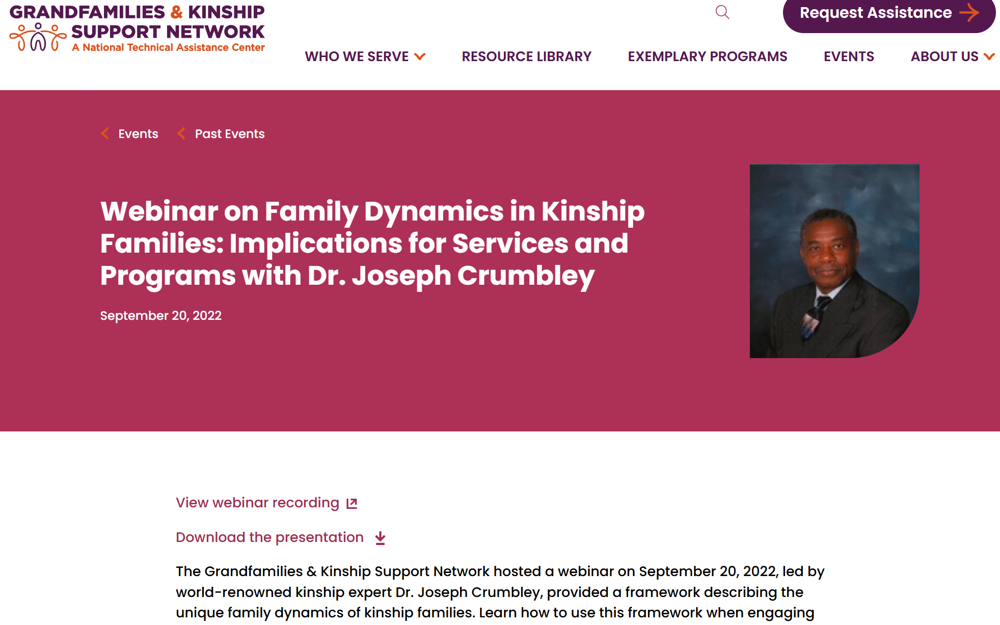 GRANDFAMILIES & KINSHIP
SUPPORT NETWORK
A National Technical Assistance Center
Request Assistance
WHO WE SERVE
RESOURCE LIBRARY
EXEMPLARY PROGRAMS
EVENTS
ABOUT US
Events
Past Events
Webinar on Family Dynamics in Kinship
Families: Implications for Services and
Programs with Dr. Joseph Crumbley
September 20, 2022
View webinar recording
Download the presentation
The Grandfamilies & Kinship Support Network hosted a webinar on September 20, 2022, led by
world-renowned kinship expert Dr. Joseph Crumbley, provided a framework describing the
unique family dynamics of kinship families. Learn how to use this framework when engaging